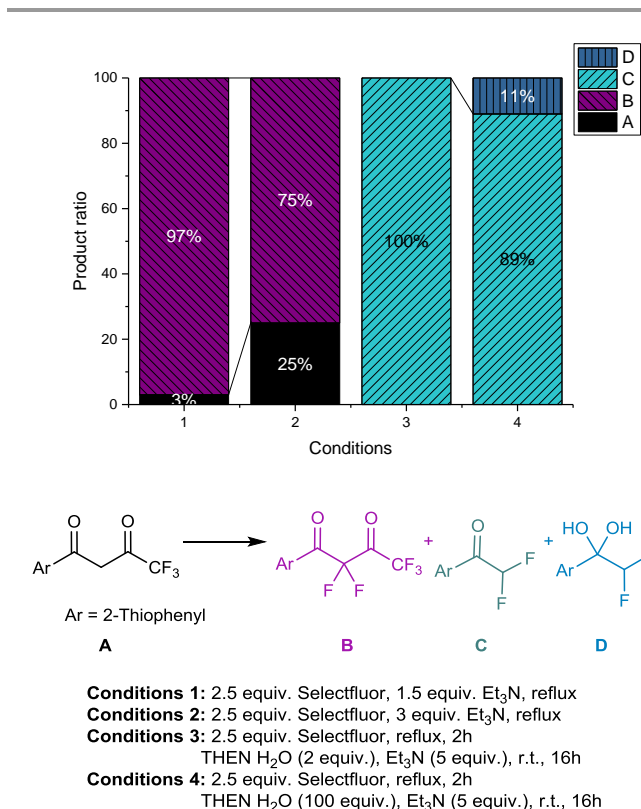 D
C
B
A
100
80
60
40
20
0
Product ratio
97%
3%
75%
25%
100%
11%
89%
1 2 3 4
Conditions
O O
Ar CF3
F F
Ar = 2-Thiophenyl
A
O O
Ar CF3
F F
B
+
O
Ar F
F
C
+
HO OH
Ar
F
D
Conditions 1: 2.5 equiv. Selectfluor, 1.5 equiv. Et3N, reflux
Conditions 2: 2.5 equiv. Selectfluor, 3 equiv. Et3N, reflux
Conditions 3: 2.5 equiv. Selectfluor, reflux, 2h
THEN H2O (2 equiv.), Et3N (5 equiv.), r.t., 16h
Conditions 4: 2.5 equiv. Selectfluor, reflux, 2h
THEN H2O (100 equiv.), Et3N (5 equiv.), r.t., 16h